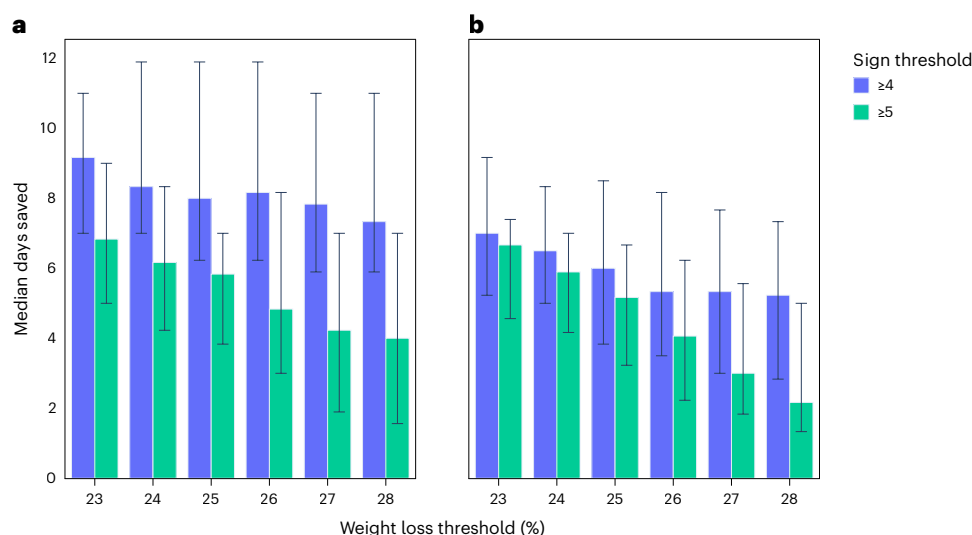 a
b
Sign threshold
≥4
≥5
Median days saved
12
10
8
6
4
2
0
23 24 25 26 27 28
23 24 25 26 27 28
Weight loss threshold (%)